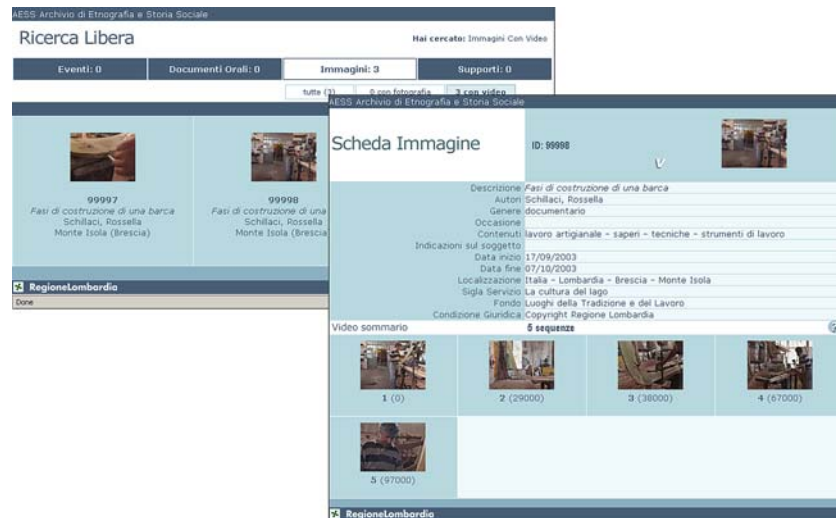 AESS Archivio di Etnografia e Storia Sociale
Ricerca Libera
Hai cercato: Immagini Con Video
Eventi: 0 Documenti Orali: 0 Immagini: 3 Supporti: 0
tutte (3) 0 con fotografia 3 con video
99997
Fasi di costruzione di una barca
Schillaci, Rossella
Monte Isola (Brescia)
99998
Fasi di costruzione di una
Schillaci, Rossella
Monte Isola (Brescia
RegioneLombardia
Done
AESS Archivio di Etnografia e Storia Sociale
Scheda Immagine
ID: 99998
V
Descrizione Fasi di costruzione di una barca
Autori Schillaci, Rossella
Genere documentario
Occasione
Contenuti lavoro artigianale - saperi - tecniche - strumenti di lavoro
Indicazioni sul soggetto
Data inizio 17/09/2003
Data fine 07/10/2003
Localizzazione Italia - Lombardia - Brescia - Monte Isola
Sigla Servizio La cultura del lago
Fondo Luoghi della Tradizione e del Lavoro
Condizione Giuridica Copyright Regione Lombardia
Video sommario 6 sequenze
1 (0) 2 (29000) 3 (38000) 4 (67000)
5 (97000)
RegioneLombardia